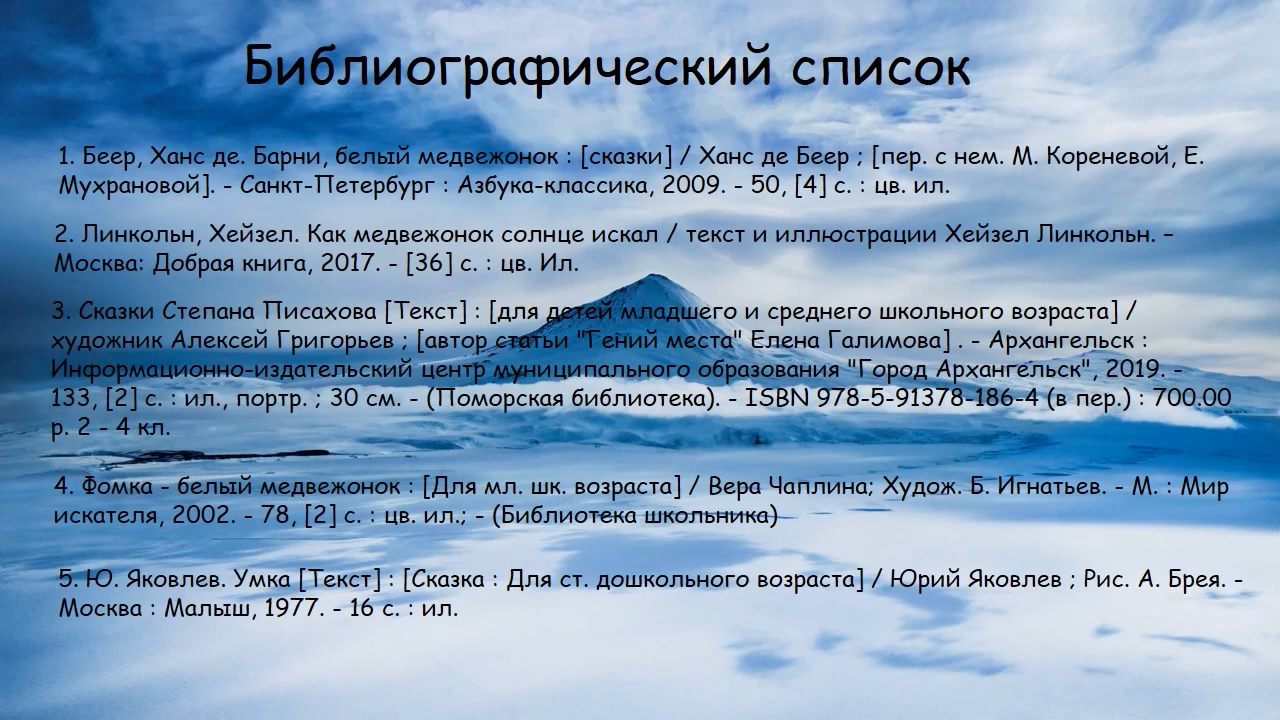 Библиографический список
1. Беер, Ханс де. Барни, белый медвежонок : [сказки] / Ханс де Беер ; [пер. с нем. М. Кореневой, Е.
Мухрановой]. - Санкт-Петербург : Азбука-классика, 2009. - 50, [4] с. : цв. ил.
2. Линкольн, Хейзел. Как медвежонок солнце искал / текст и иллюстрации Хейзел Линкольн. –
Москва: Добрая книга, 2017. - [36] с. : цв. Ил.
3. Сказки Степана Писахова [Текст] : [для детей младшего и среднего школьного возраста] /
художник Алексей Григорьев ; [автор статьи "Гений места" Елена Галимова] . - Архангельск :
Информационно-издательский центр муниципального образования "Город Архангельск", 2019. -
133, [2] с. : ил., портр. ; 30 см. - (Поморская библиотека). - ISBN 978-5-91378-186-4 (в пер.) : 700.00
р. 2 - 4 кл.
4. Фомка - белый медвежонок : [Для мл. шк. возраста] / Вера Чаплина; Худож. Б. Игнатьев. - М. : Мир
искателя, 2002. - 78, [2] с. : цв. ил.; - (Библиотека школьника)
5. Ю. Яковлев. Умка [Текст] : [Сказка : Для ст. дошкольного возраста] / Юрий Яковлев ; Рис. А. Брея. -
Москва : Малыш, 1977. - 16 с. : ил.